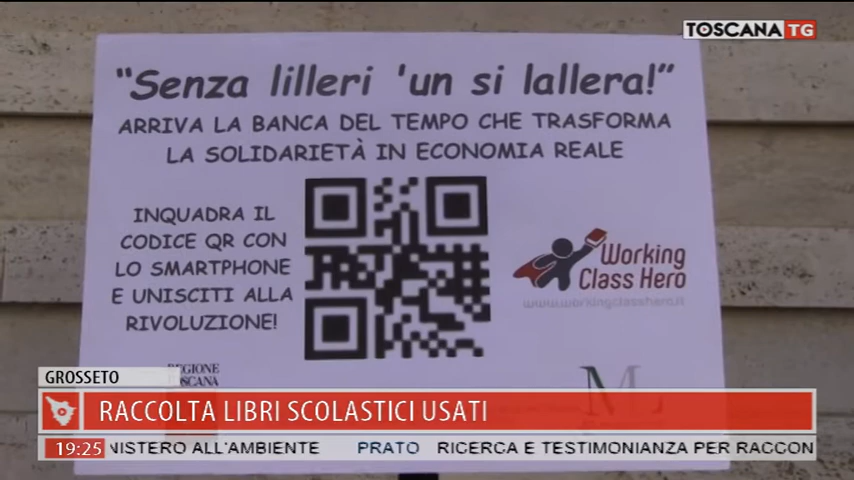 TOSCANA TG
“Senza lilleri 'un si lallera!”
ARRIVA LA BANCA DEL TEMPO CHE TRASFORMA
LA SOLIDARIETÀ IN ECONOMIA REALE
INQUADRA IL
CODICE QR CON
LO SMARTPHONE
E UNISCITI ALLA
RIVOLUZIONE!
Working
Class Hero
www.workingclasshero.it
REGIONE
TOSCANA
GROSSETO
RACCOLTA LIBRI SCOLASTICI USATI
19:25 NISTERO ALL'AMBIENTE PRATO RICERCA E TESTIMONIANZA PER RACCON